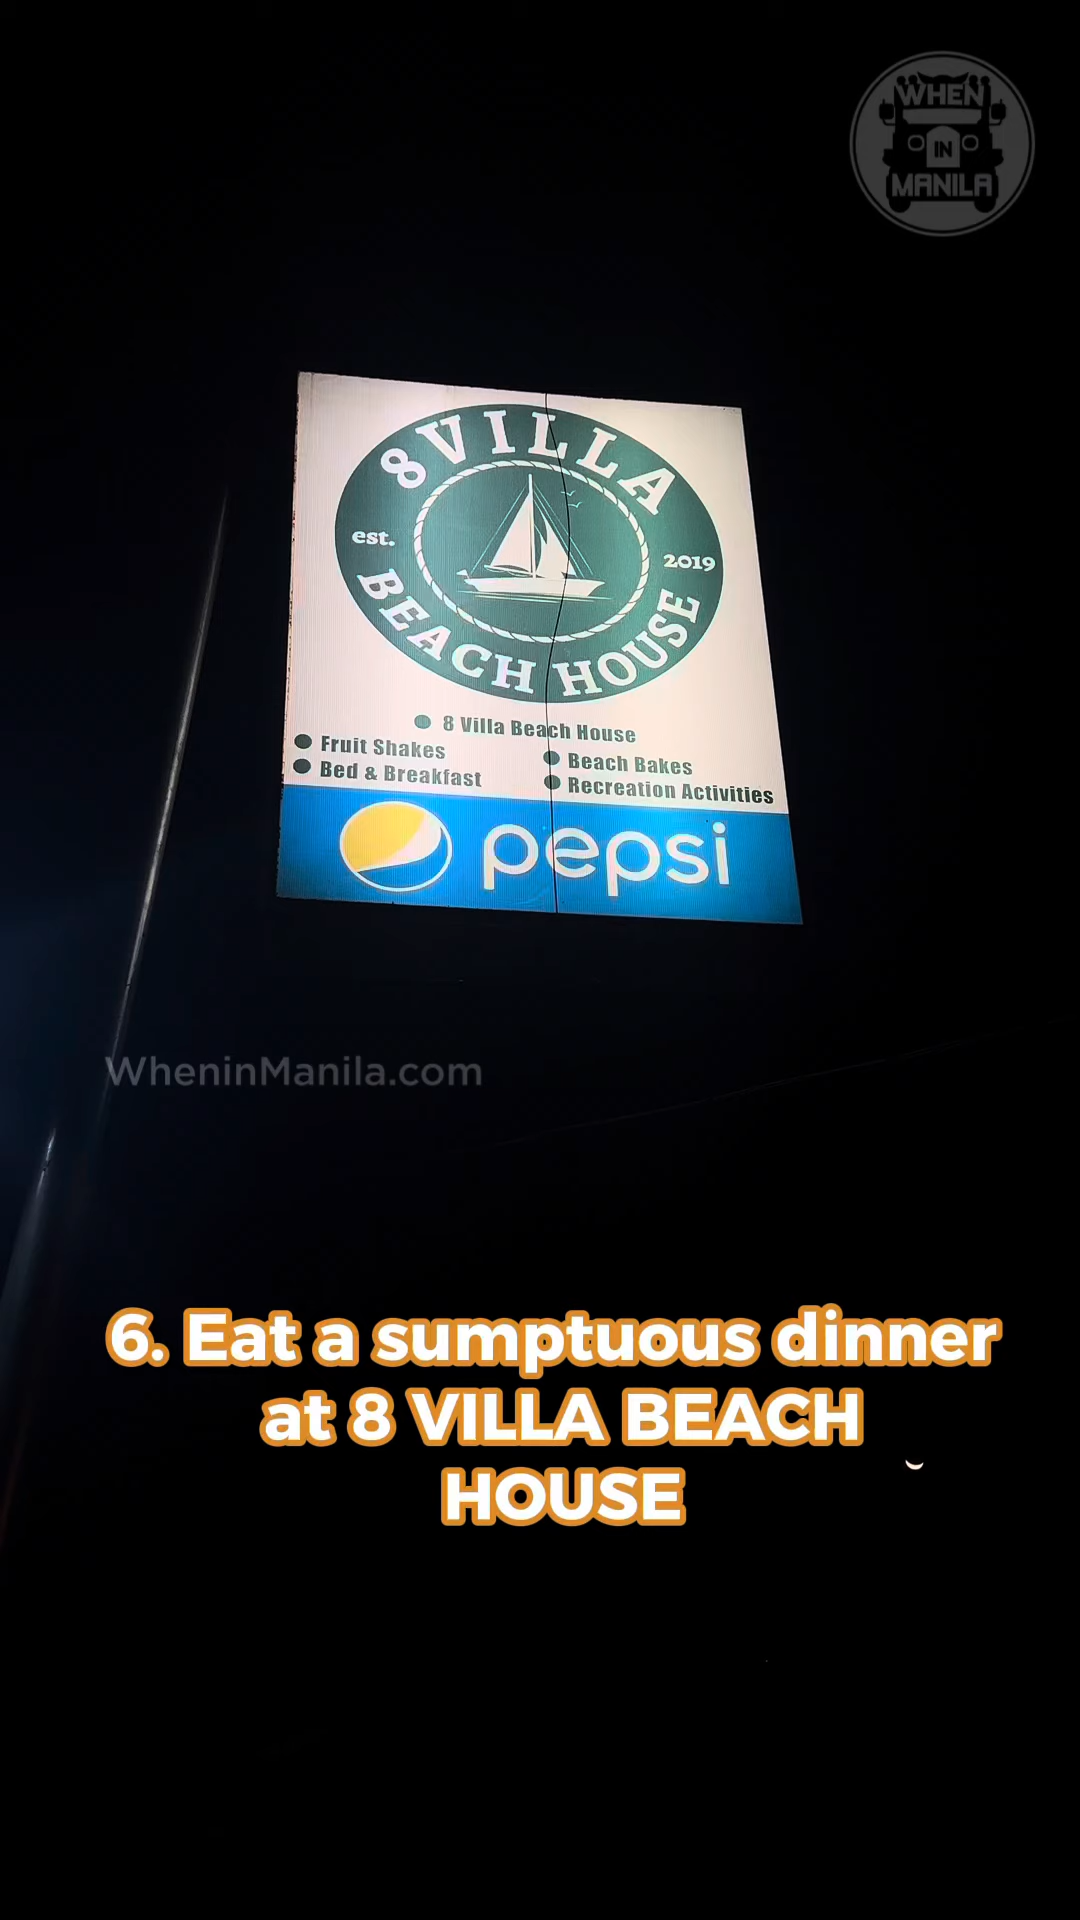 WHEN
IN
MANILA
8 VILLA
est.
2019
BEACH HOUSE
8 Villa Beach House
Fruit Shakes
Beach Bakes
Bed & Breakfast
Recreation Activities
pepsi
WheninManila.com
6. Eat a sumptuous dinner
at 8 VILLA BEACH
HOUSE